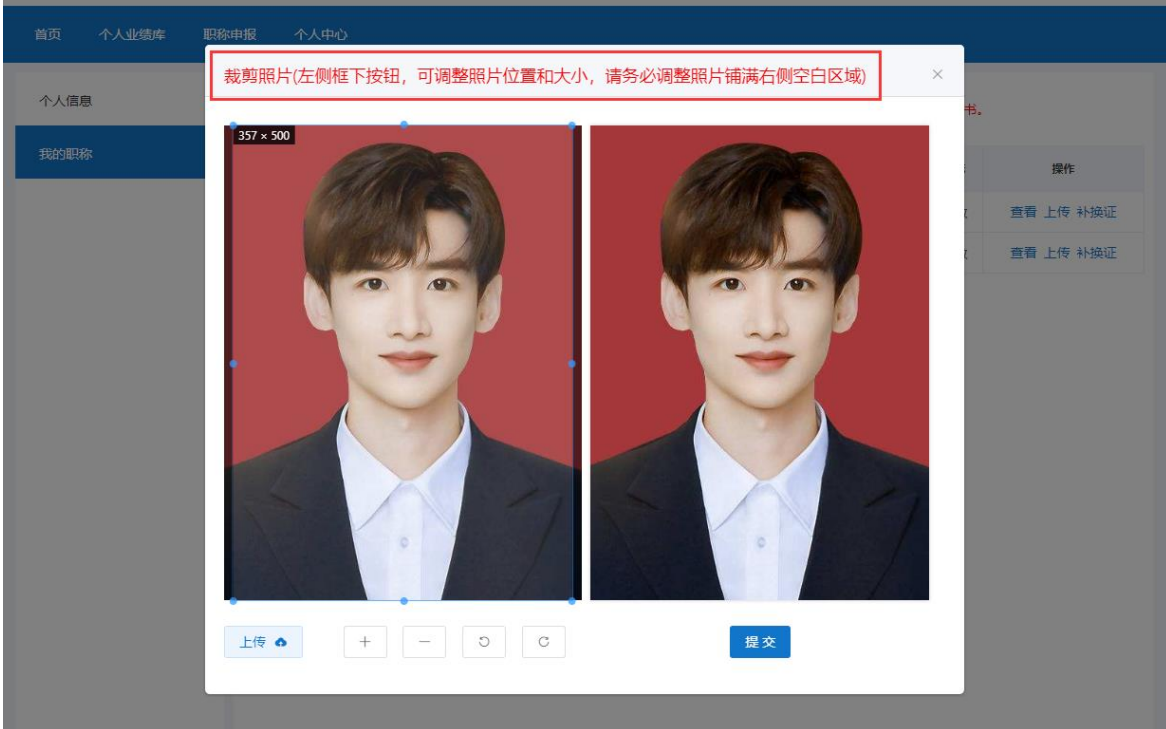 首页 个人业绩库 职称申报 个人中心
裁剪照片(左侧框下按钮，可调整照片位置和大小，请务必调整照片铺满右侧空白区域)
个人信息
书。
357 × 500
我的职称
操作
查看 上传 补换证
查看 上传 补换证
上传
提交